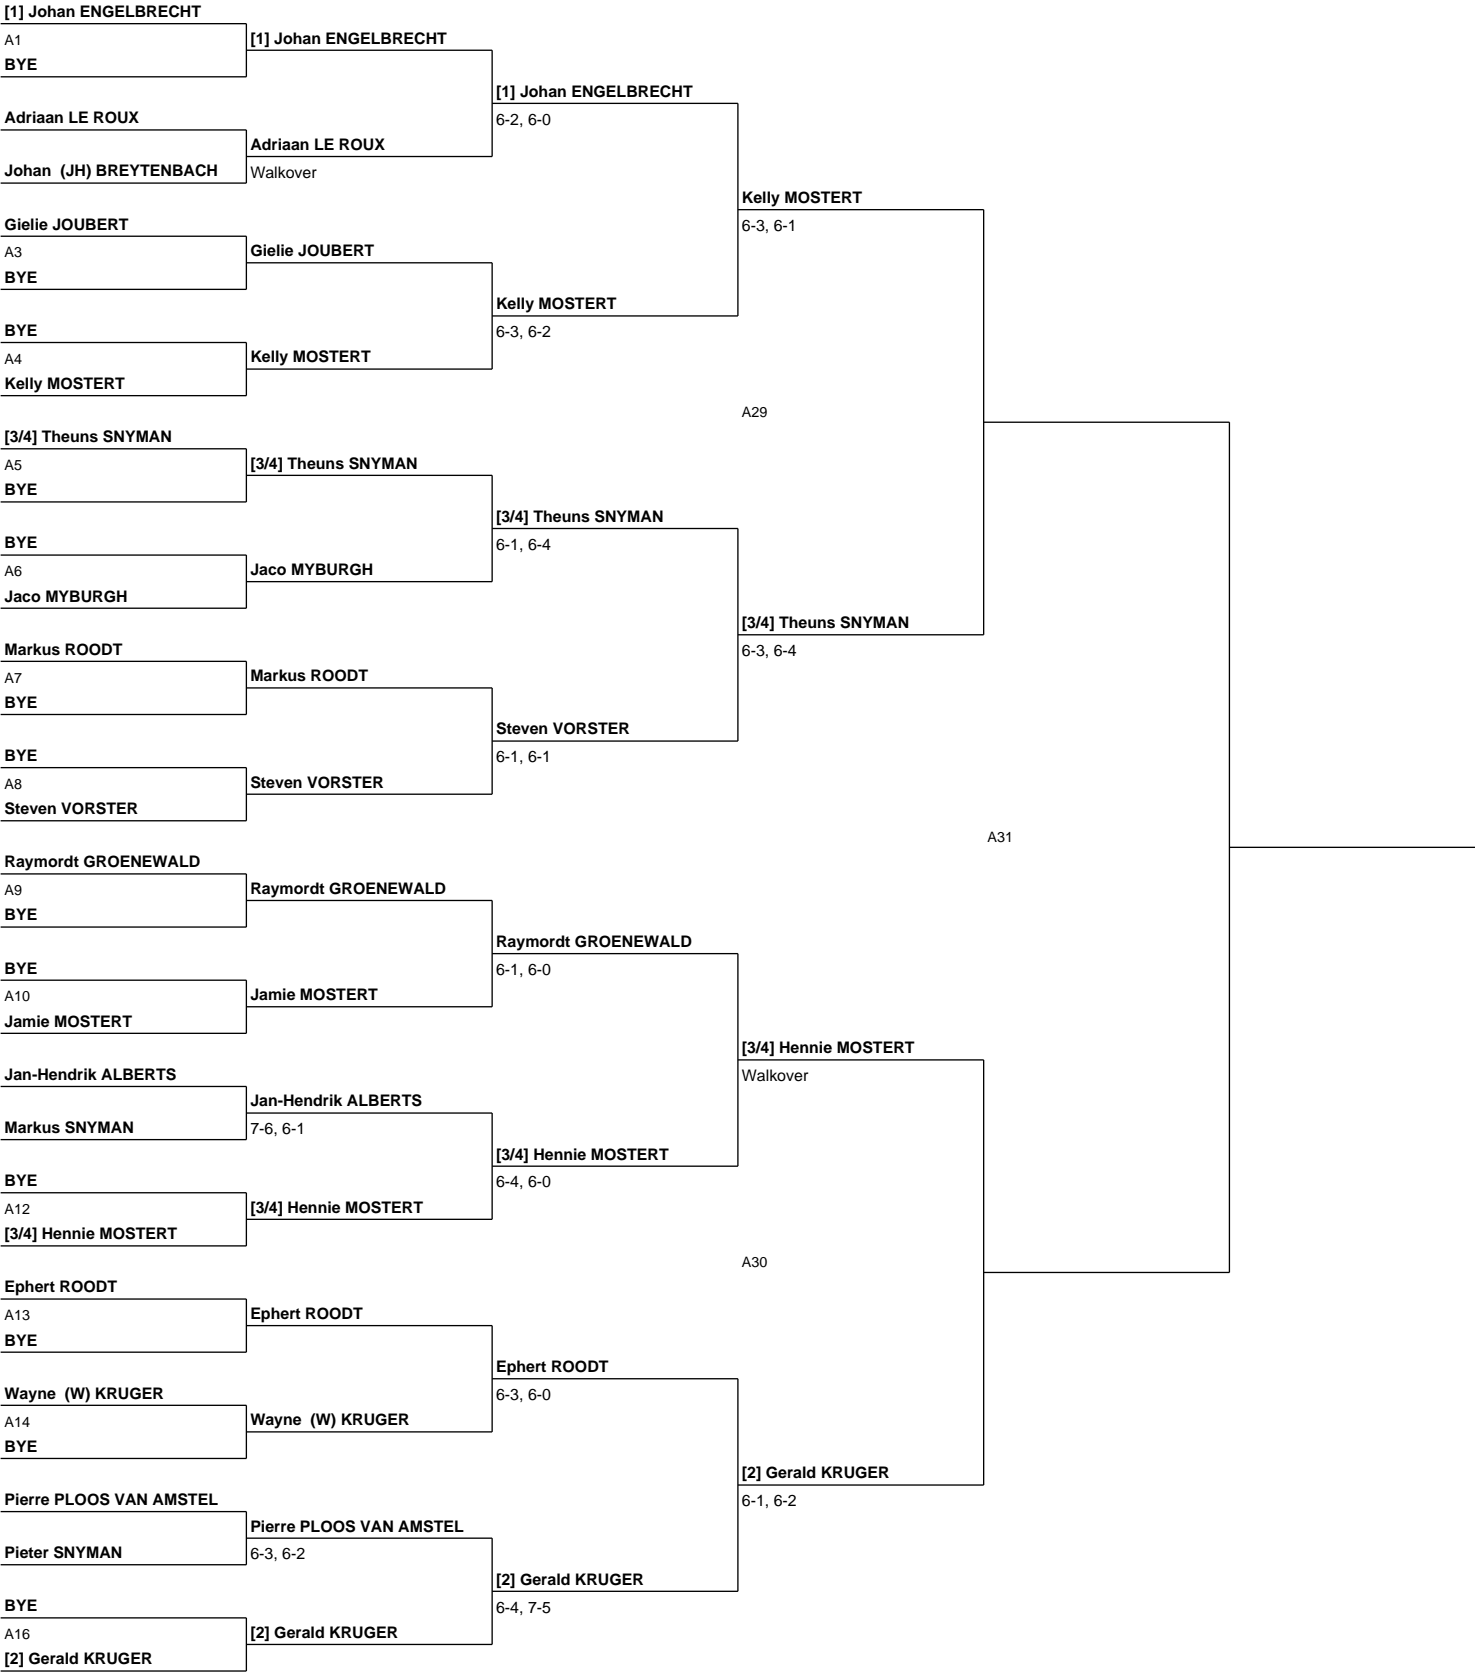 [1] Johan ENGELBRECHT
A1
[1] Johan ENGELBRECHT
BYE
[1] Johan ENGELBRECHT
Adriaan LE ROUX
6-2, 6-0
Adriaan LE ROUX
Johan (JH) BREYTENBACH
Walkover
Kelly MOSTERT
Gielie JOUBERT
6-3, 6-1
A3
Gielie JOUBERT
BYE
Kelly MOSTERT
BYE
6-3, 6-2
A4
Kelly MOSTERT
Kelly MOSTERT
A29
[3/4] Theuns SNYMAN
A5
[3/4] Theuns SNYMAN
BYE
[3/4] Theuns SNYMAN
BYE
6-1, 6-4
A6
Jaco MYBURGH
Jaco MYBURGH
[3/4] Theuns SNYMAN
Markus ROODT
6-3, 6-4
A7
Markus ROODT
BYE
Steven VORSTER
BYE
6-1, 6-1
A8
Steven VORSTER
Steven VORSTER
A31
Raymordt GROENEWALD
A9
Raymordt GROENEWALD
BYE
Raymordt GROENEWALD
BYE
6-1, 6-0
A10
Jamie MOSTERT
Jamie MOSTERT
[3/4] Hennie MOSTERT
Jan-Hendrik ALBERTS
Walkover
Jan-Hendrik ALBERTS
Markus SNYMAN
7-6, 6-1
[3/4] Hennie MOSTERT
BYE
6-4, 6-0
A12
[3/4] Hennie MOSTERT
[3/4] Hennie MOSTERT
A30
Ephert ROODT
A13
Ephert ROODT
BYE
Ephert ROODT
Wayne (W) KRUGER
6-3, 6-0
A14
Wayne (W) KRUGER
BYE
[2] Gerald KRUGER
Pierre PLOOS VAN AMSTEL
6-1, 6-2
Pierre PLOOS VAN AMSTEL
Pieter SNYMAN
6-3, 6-2
[2] Gerald KRUGER
BYE
6-4, 7-5
A16
[2] Gerald KRUGER
[2] Gerald KRUGER